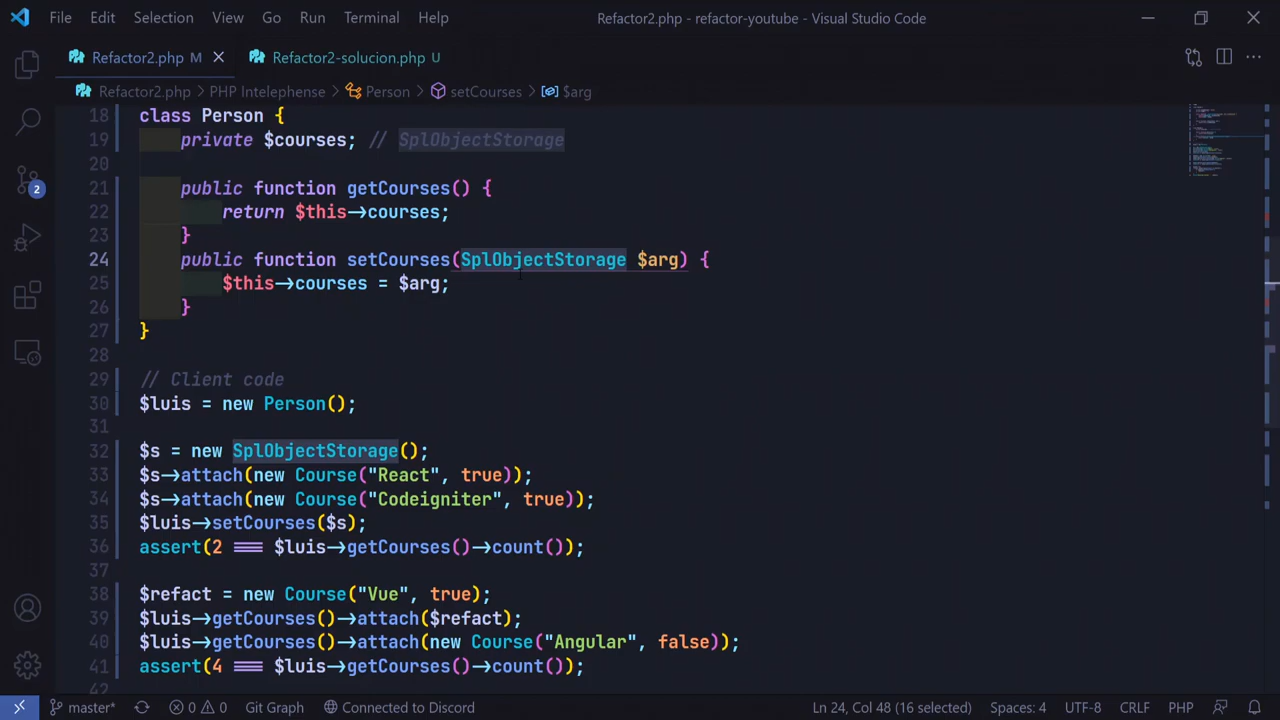 File Edit Selection View Go Run Terminal Help Refactor2.php - refactor-youtube - Visual Studio Code
Refactor2.php M Refactor2-solucion.php U
Refactor2.php > PHP Intelephense > Person > setCourses > $arg
18 class Person {
19 private $courses; // SplObjectStorage
20
21 public function getCourses() {
22 return $this->courses;
23 }
24 public function setCourses(SplObjectStorage $arg) {
25 $this->courses = $arg;
26 }
27 }
28
29 // Client code
30 $luis = new Person();
31
32 $s = new SplObjectStorage();
33 $s->attach(new Course("React", true));
34 $s->attach(new Course("Codeigniter", true));
35 $luis->setCourses($s);
36 assert(2 === $luis->getCourses()->count());
37
38 $refact = new Course("Vue", true);
39 $luis->getCourses()->attach($refact);
40 $luis->getCourses()->attach(new Course("Angular", false));
41 assert(4 === $luis->getCourses()->count());
42
2
master* 0 0 Git Graph Connected to Discord Ln 24, Col 48 (16 selected) Spaces: 4 UTF-8 CRLF PHP